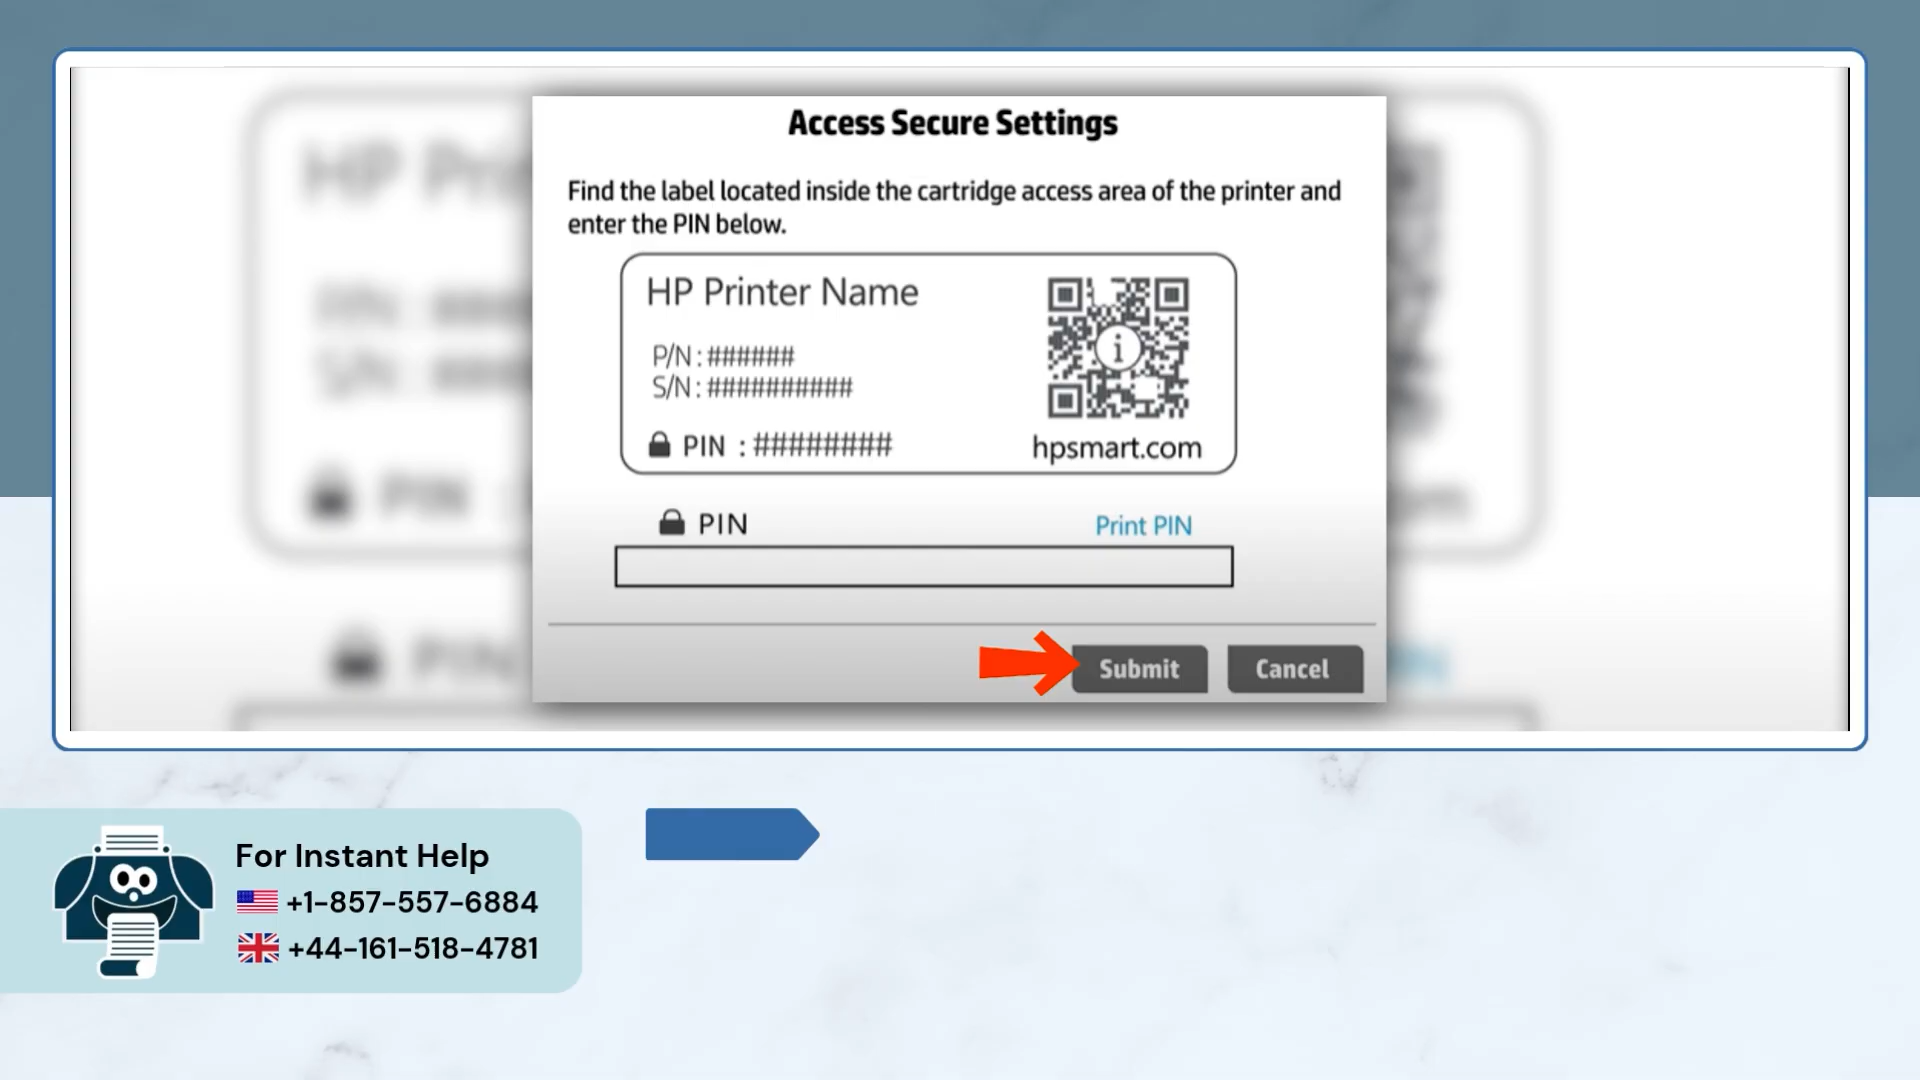 Access Secure Settings
Find the label located inside the cartridge access area of the printer and
enter the PIN below.
HP Printer Name
P/N : ######
S/N : ###########
PIN : #########
hpsmart.com
PIN
Print PIN
Submit
Cancel
For Instant Help
+1-857-557-6884
+44-161-518-4781